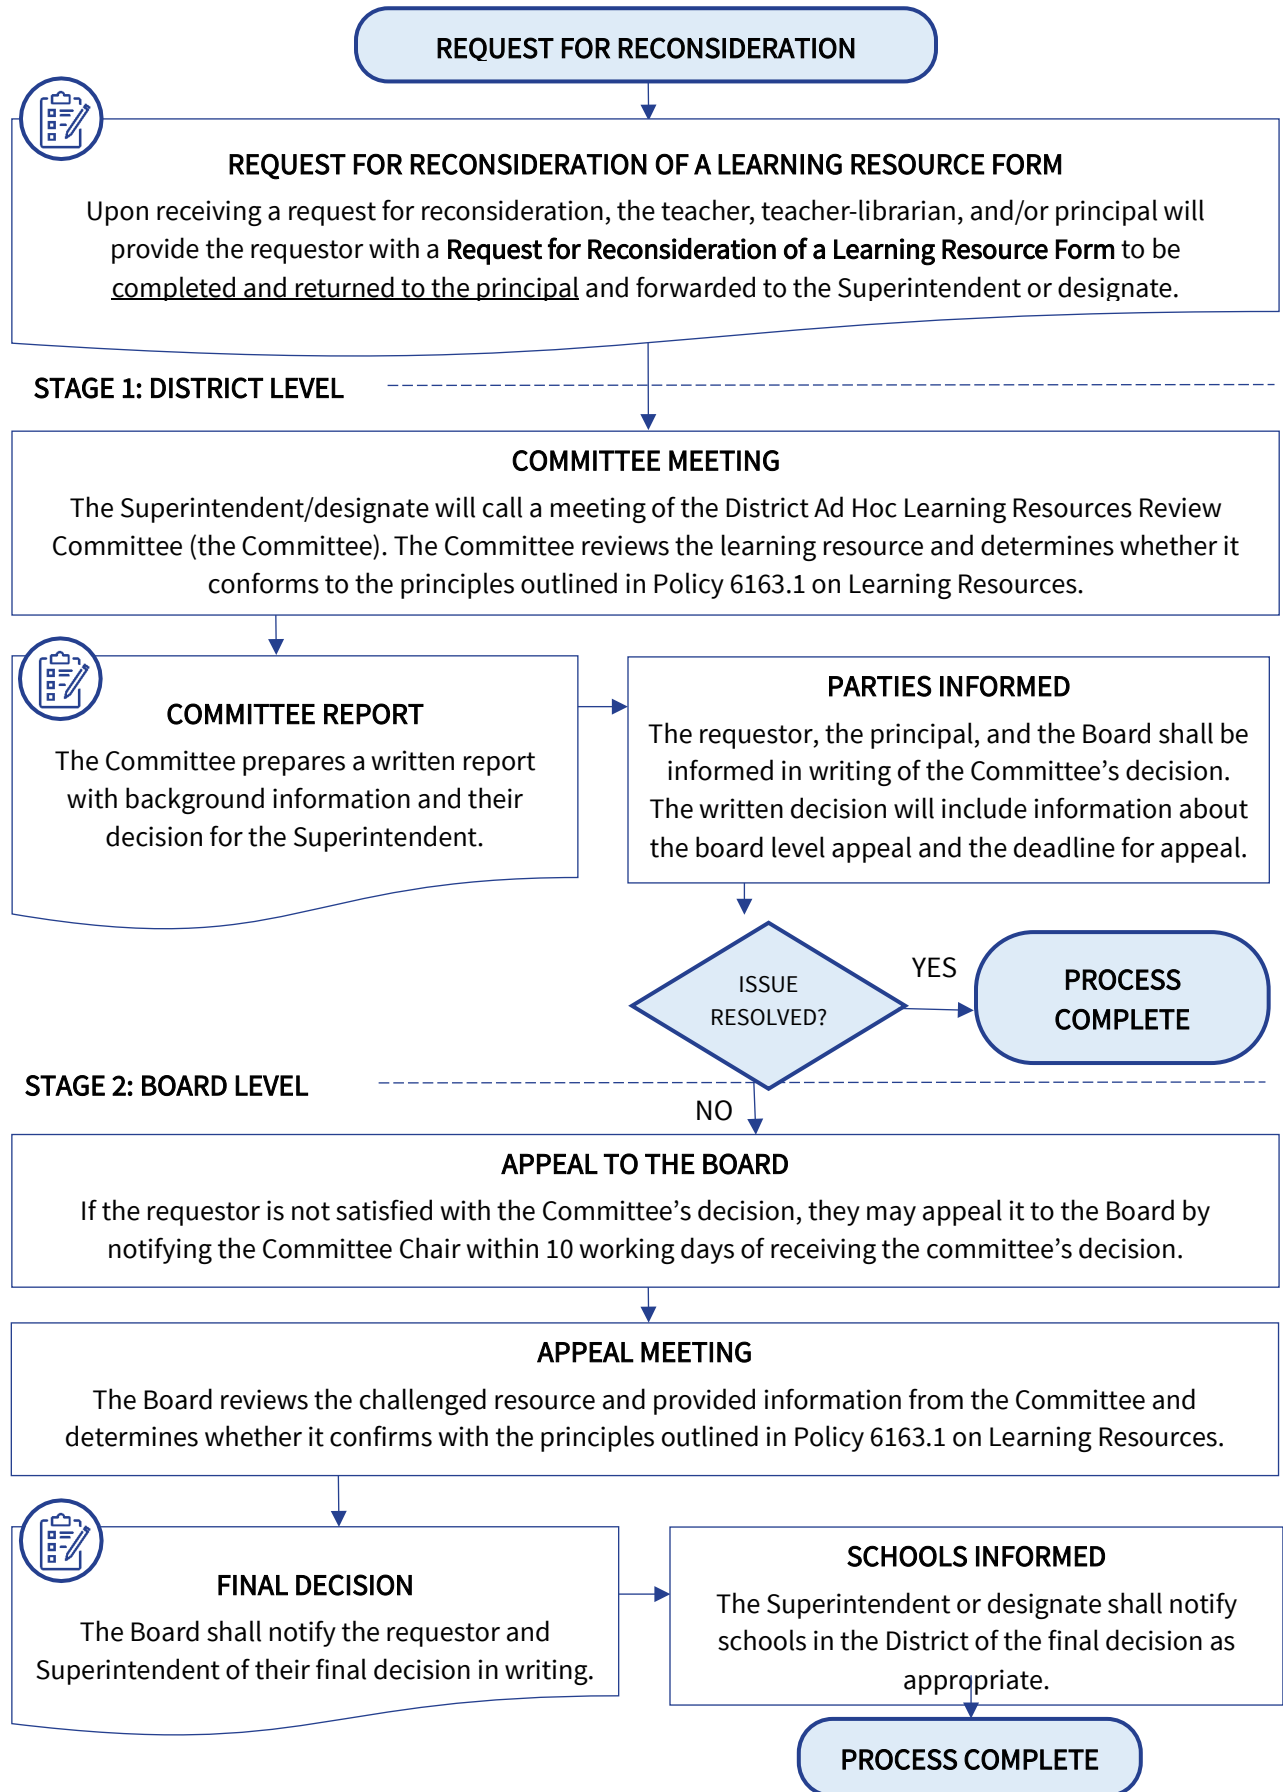 REQUEST FOR RECONSIDERATION
REQUEST FOR RECONSIDERATION OF A LEARNING RESOURCE FORM
Upon receiving a request for reconsideration, the teacher, teacher-librarian, and/or principal will
provide the requestor with a Request for Reconsideration of a Learning Resource Form to be
completed and returned to the principal and forwarded to the Superintendent or designate.
STAGE 1: DISTRICT LEVEL
COMMITTEE MEETING
The Superintendent/designate will call a meeting of the District Ad Hoc Learning Resources Review
Committee (the Committee). The Committee reviews the learning resource and determines whether it
conforms to the principles outlined in Policy 6163.1 on Learning Resources.
COMMITTEE REPORT
The Committee prepares a written report
with background information and their
decision for the Superintendent.
PARTIES INFORMED
The requestor, the principal, and the Board shall be
informed in writing of the Committee's decision.
The written decision will include information about
the board level appeal and the deadline for appeal.
ISSUE
RESOLVED?
YES
PROCESS
COMPLETE
STAGE 2: BOARD LEVEL
NO
APPEAL TO THE BOARD
If the requestor is not satisfied with the Committee's decision, they may appeal it to the Board by
notifying the Committee Chair within 10 working days of receiving the committee's decision.
APPEAL MEETING
The Board reviews the challenged resource and provided information from the Committee and
determines whether it confirms with the principles outlined in Policy 6163.1 on Learning Resources.
FINAL DECISION
The Board shall notify the requestor and
Superintendent of their final decision in writing.
SCHOOLS INFORMED
The Superintendent or designate shall notify
schools in the District of the final decision as
appropriate.
PROCESS COMPLETE